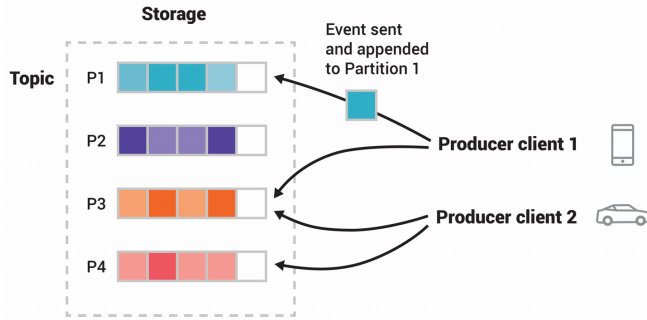 Storage
Topic
Event sent
and appended
to Partition 1
P1
P2
P3
P4
Producer client 1
Producer client 2